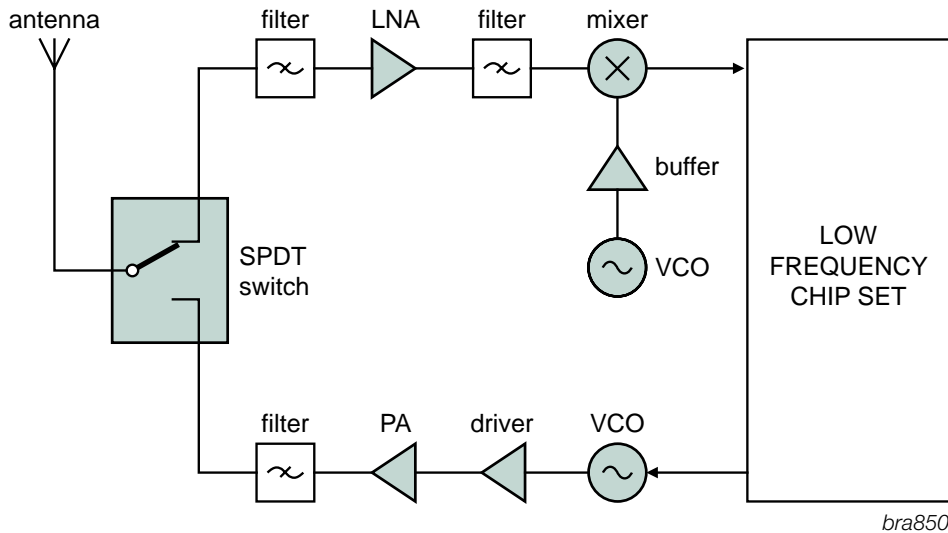 antenna
filter
LNA
filter
mixer
buffer
SPDT
switch
VCO
LOW
FREQUENCY
CHIP SET
filter
PA
driver
VCO
bra850